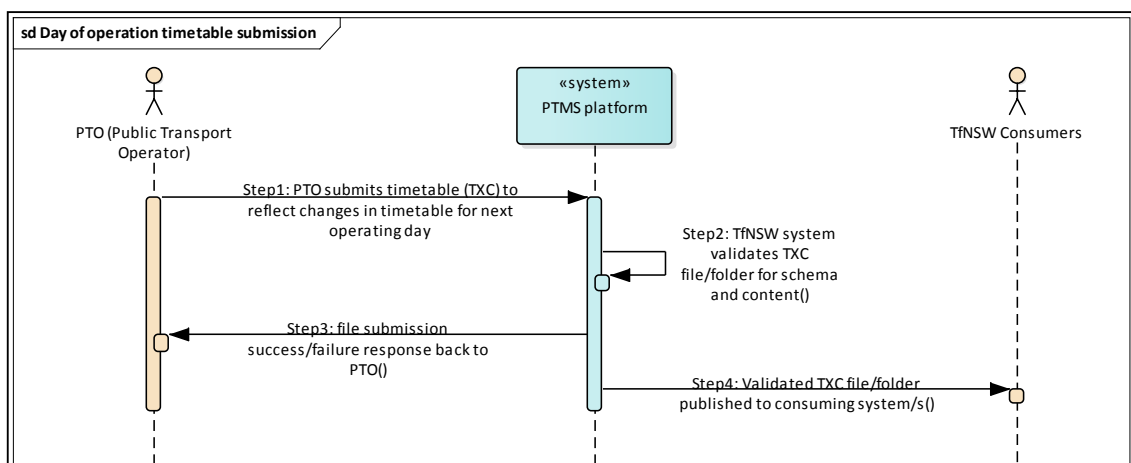 sd Day of operation timetable submission
«system»
PTMS platform
PTO (Public Transport
Operator)
TfNSW Consumers
Step1: PTO submits timetable (TXC) to
reflect changes in timetable for next
operating day
Step2: TfNSW system
validates TXC
file/folder for schema
and content()
Step3: file submission
success/failure response back to
PTO()
Step4: Validated TXC file/folder
published to consuming system/s()